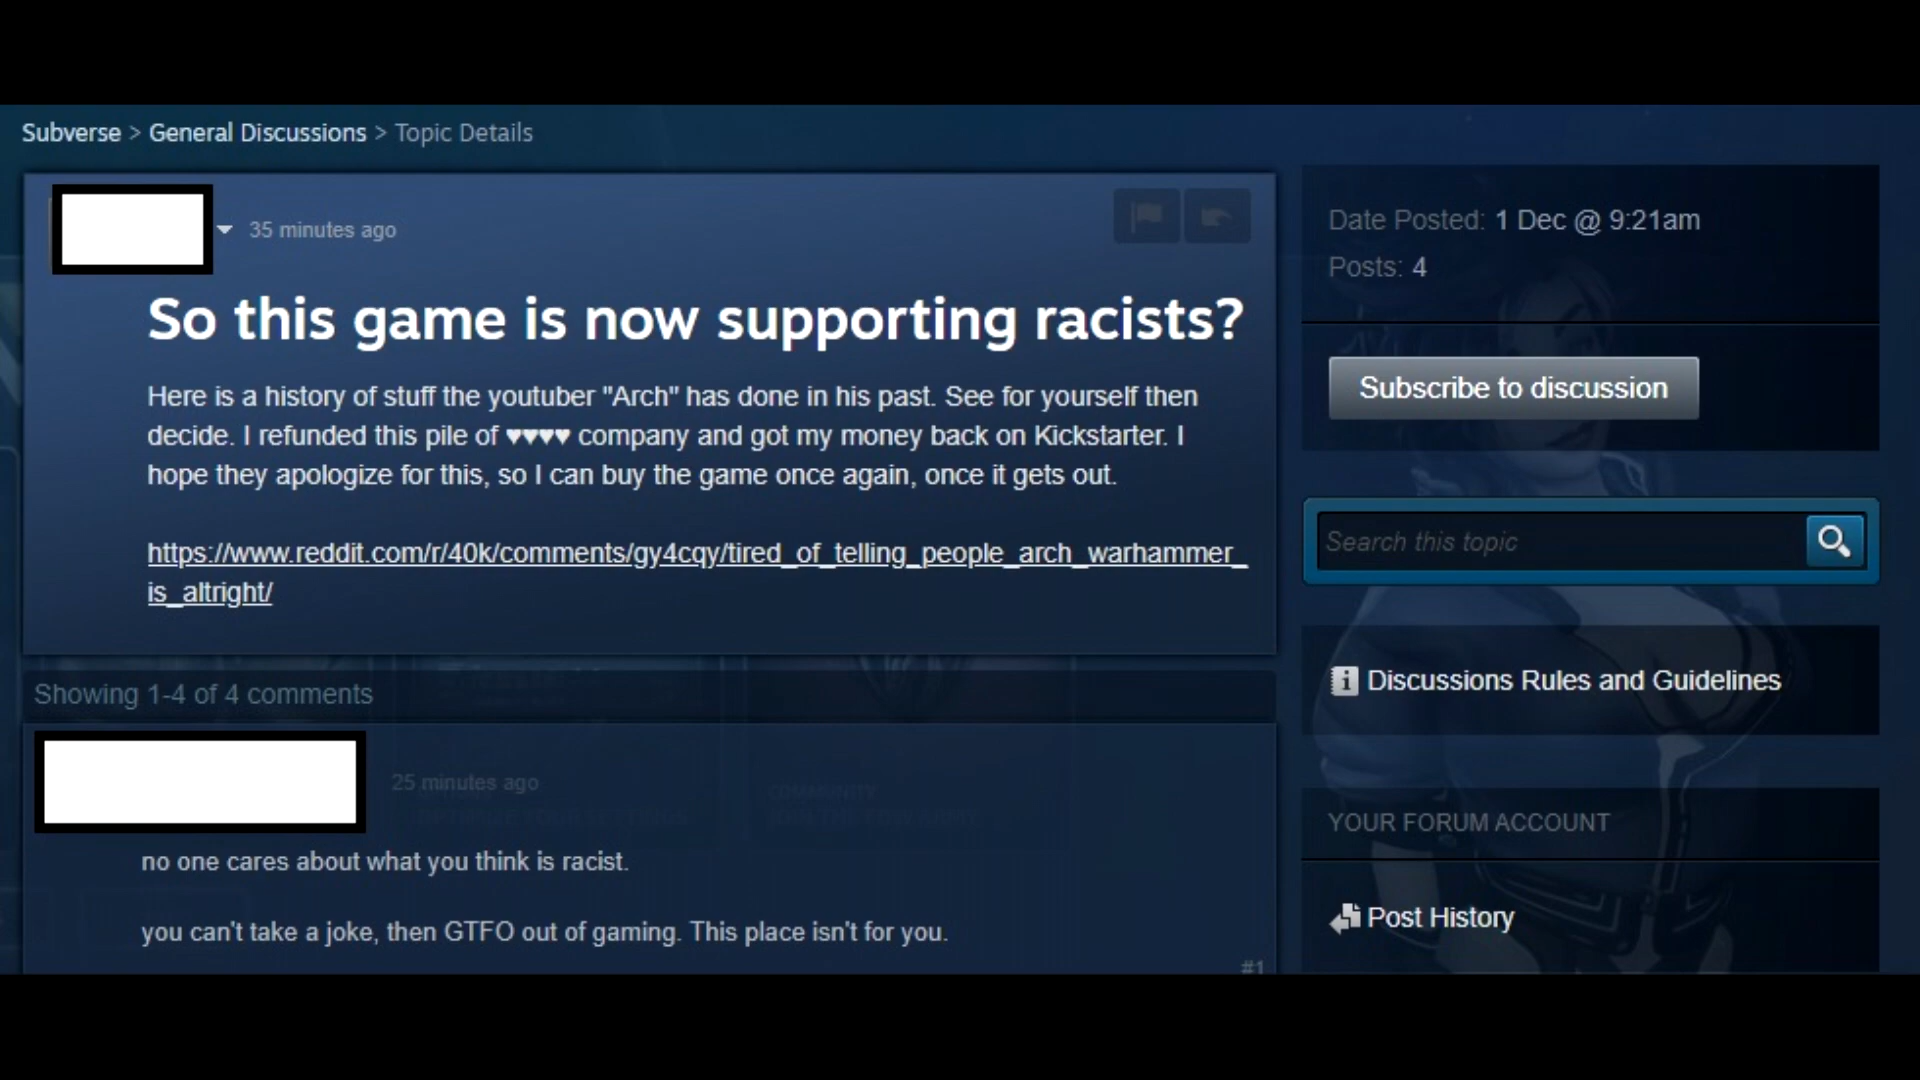 Subverse > General Discussions > Topic Details
35 minutes ago
So this game is now supporting racists?
Here is a history of stuff the youtuber "Arch" has done in his past. See for yourself then
decide. I refunded this pile of ♥♥♥♥ company and got my money back on Kickstarter. I
hope they apologize for this, so I can buy the game once again, once it gets out.
https://www.reddit.com/r/40k/comments/gy4cqy/tired_of_telling_people_arch_warhammer_
is_altright/
Showing 1-4 of 4 comments
25 minutes ago
no one cares about what you think is racist.
you can't take a joke, then GTFO out of gaming. This place isn't for you.
#1
Date Posted: 1 Dec @ 9:21am
Posts: 4
Subscribe to discussion
Search this topic
Discussions Rules and Guidelines
YOUR FORUM ACCOUNT
Post History